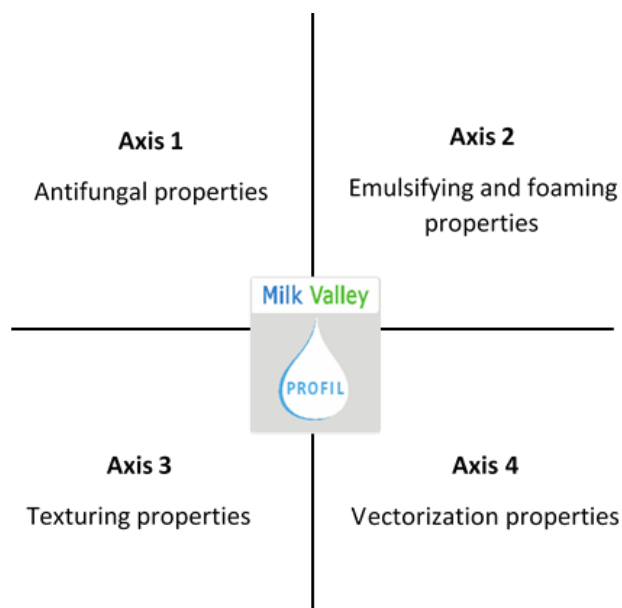 Axis 1
Antifungal properties
Axis 2
Emulsifying and foaming
properties
Milk Valley
PROFIL
Axis 3
Texturing properties
Axis 4
Vectorization properties